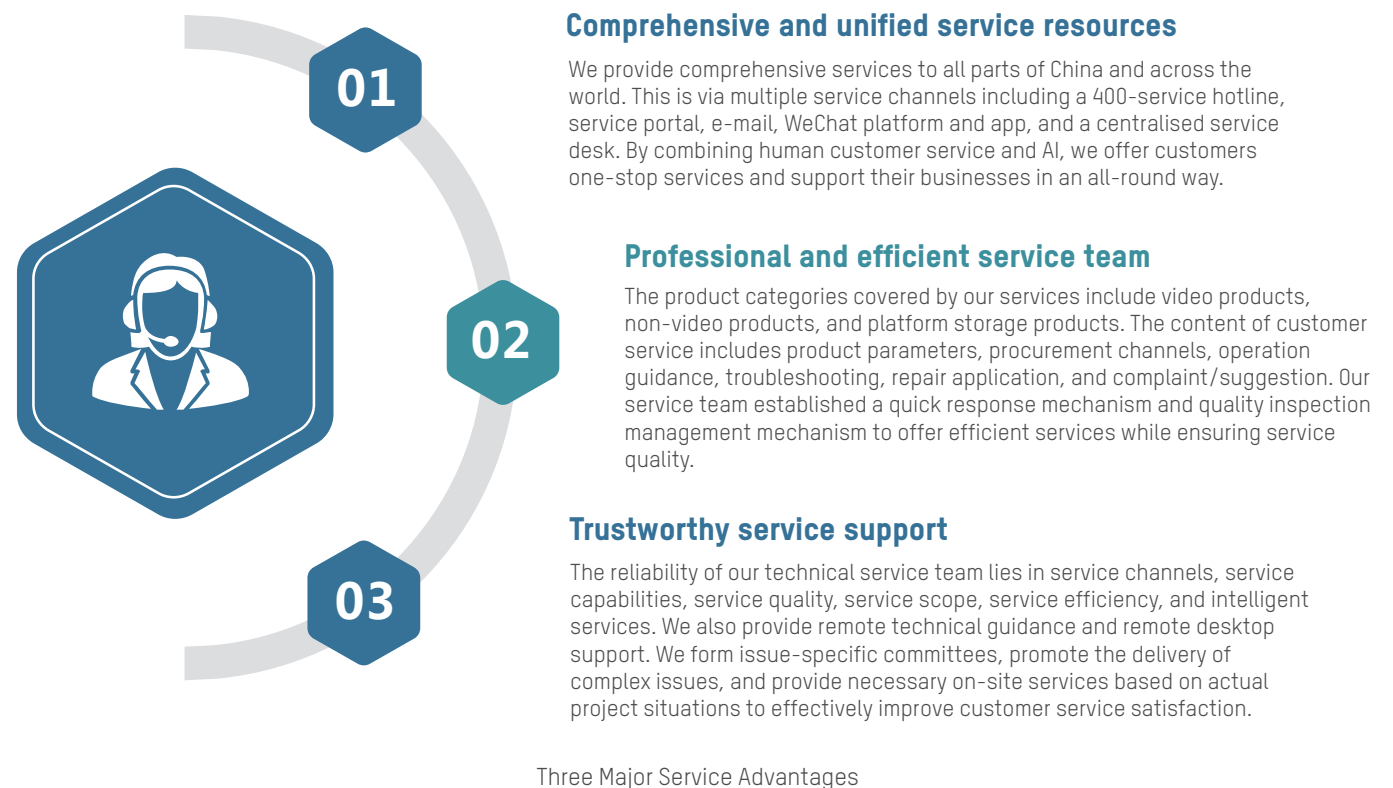 01
Comprehensive and unified service resources
We provide comprehensive services to all parts of China and across the
world. This is via multiple service channels including a 400-service hotline,
service portal, e-mail, WeChat platform and app, and a centralised service
desk. By combining human customer service and AI, we offer customers
one-stop services and support their businesses in an all-round way.
02
Professional and efficient service team
The product categories covered by our services include video products,
non-video products, and platform storage products. The content of customer
service includes product parameters, procurement channels, operation
guidance, troubleshooting, repair application, and complaint/suggestion. Our
service team established a quick response mechanism and quality inspection
management mechanism to offer efficient services while ensuring service
quality.
03
Trustworthy service support
The reliability of our technical service team lies in service channels, service
capabilities, service quality, service scope, service efficiency, and intelligent
services. We also provide remote technical guidance and remote desktop
support. We form issue-specific committees, promote the delivery of
complex issues, and provide necessary on-site services based on actual
project situations to effectively improve customer service satisfaction.
Three Major Service Advantages